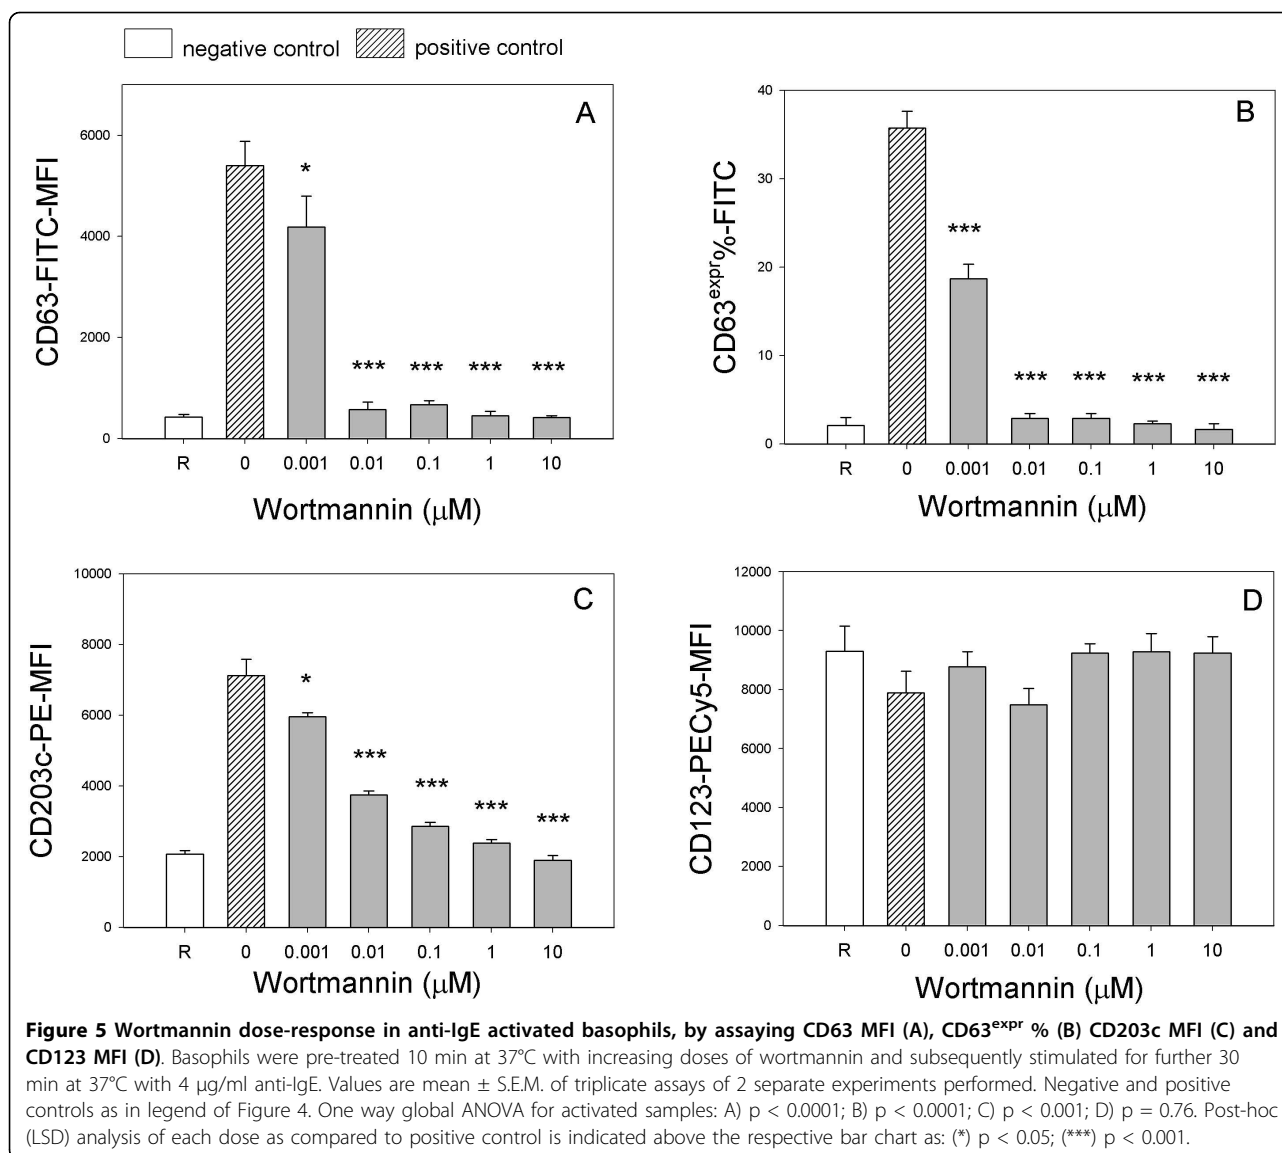 negative control positive control
A
CD63-FITC-MFI
6000
4000
2000
0
*
*** *** *** ***
R 0 0.001 0.01 0.1 1 10
Wortmannin (μM)
B
CD63expr%-FITC
40
30
20
10
0
***
*** *** *** ***
R 0 0.001 0.01 0.1 1 10
Wortmannin (μM)
C
CD203c-PE-MFI
10000
8000
6000
4000
2000
0
*
***
***
***
***
R 0 0.001 0.01 0.1 1 10
Wortmannin (μM)
D
CD123-PECy5-MFI
12000
10000
8000
6000
4000
2000
0
R 0 0.001 0.01 0.1 1 10
Wortmannin (μM)
Figure 5 Wortmannin dose-response in anti-IgE activated basophils, by assaying CD63 MFI (A), CD63expr % (B) CD203c MFI (C) and
CD123 MFI (D). Basophils were pre-treated 10 min at 37°C with increasing doses of wortmannin and subsequently stimulated for further 30
min at 37°C with 4 μg/ml anti-IgE. Values are mean ± S.E.M. of triplicate assays of 2 separate experiments performed. Negative and positive
controls as in legend of Figure 4. One way global ANOVA for activated samples: A) p < 0.0001; B) p < 0.0001; C) p < 0.001; D) p = 0.76. Post-hoc
(LSD) analysis of each dose as compared to positive control is indicated above the respective bar chart as: (*) p < 0.05; (***) p < 0.001.